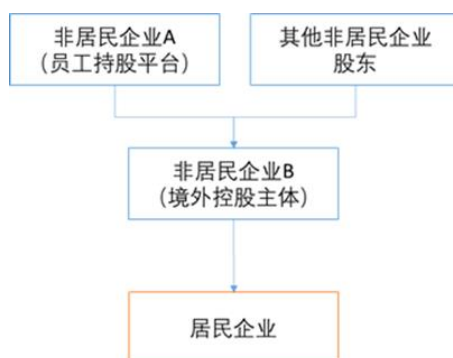 非居民企业A
（员工持股平台）
其他非居民企业
股东
非居民企业B
（境外控股主体）
居民企业